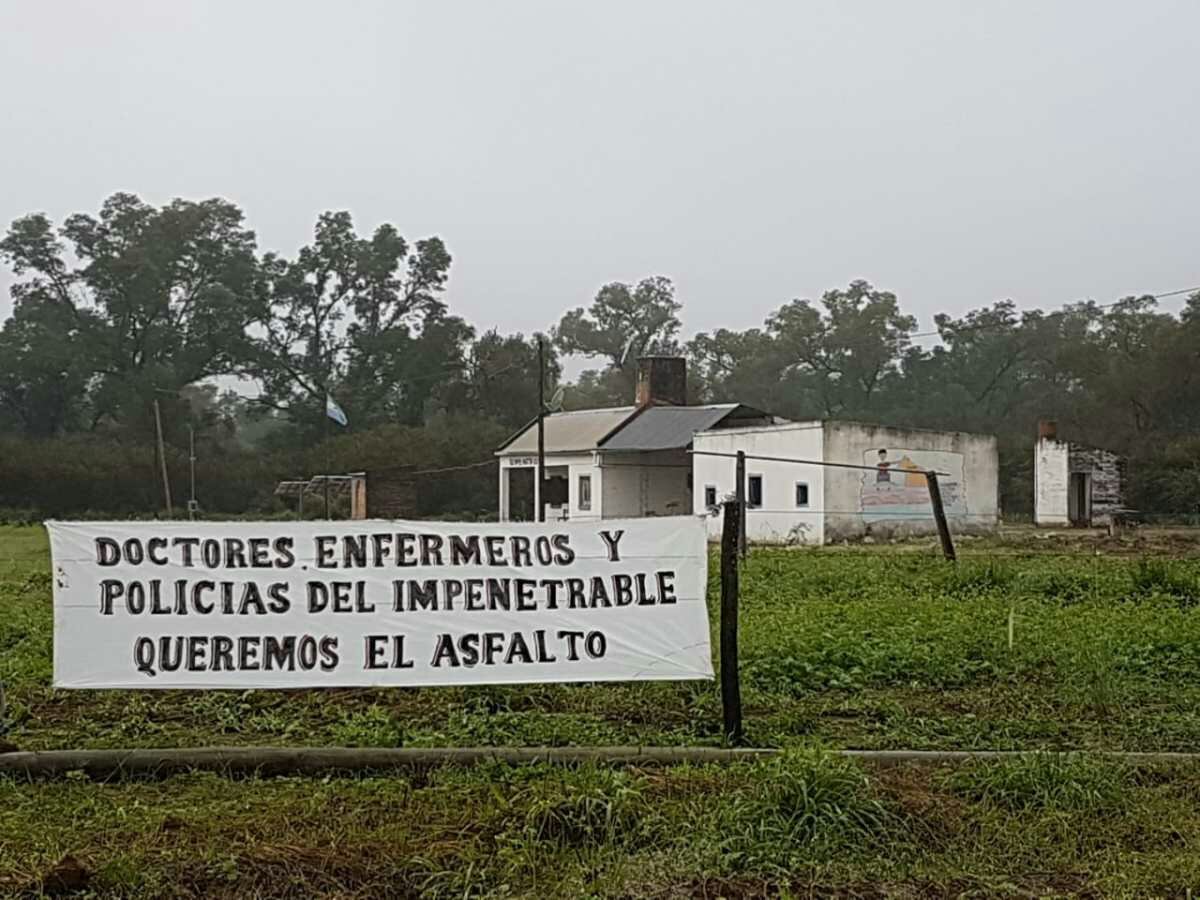 DOCTORES. ENFERMEROS Y
POLICIAS DEL IMPENETRABLE
QUEREMOS EL ASFALTO